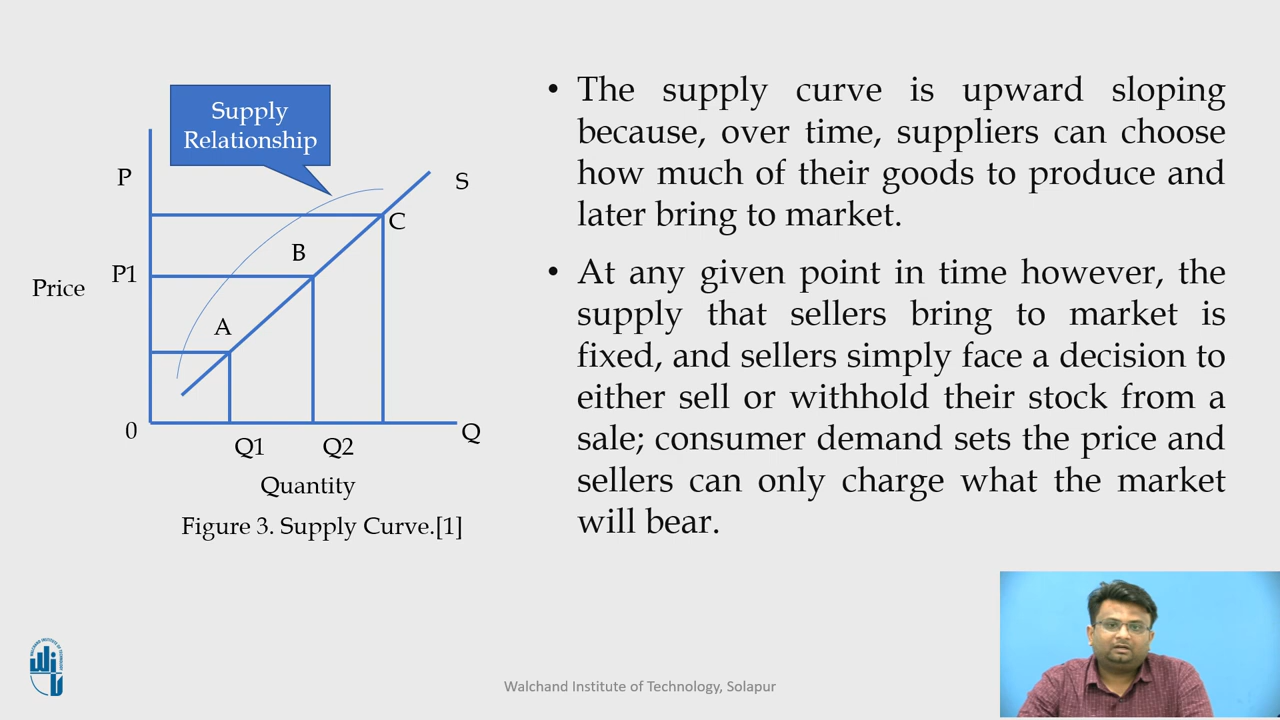 Supply
Relationship
P
S
C
B
P1
Price
A
0
Q1
Q2
Q
Quantity
Figure 3. Supply Curve.[1]
• The supply curve is upward sloping
because, over time, suppliers can choose
how much of their goods to produce and
later bring to market.
• At any given point in time however, the
supply that sellers bring to market is
fixed, and sellers simply face a decision to
either sell or withhold their stock from a
sale; consumer demand sets the price and
sellers can only charge what the market
will bear.
Walchand Institute of Technology, Solapur